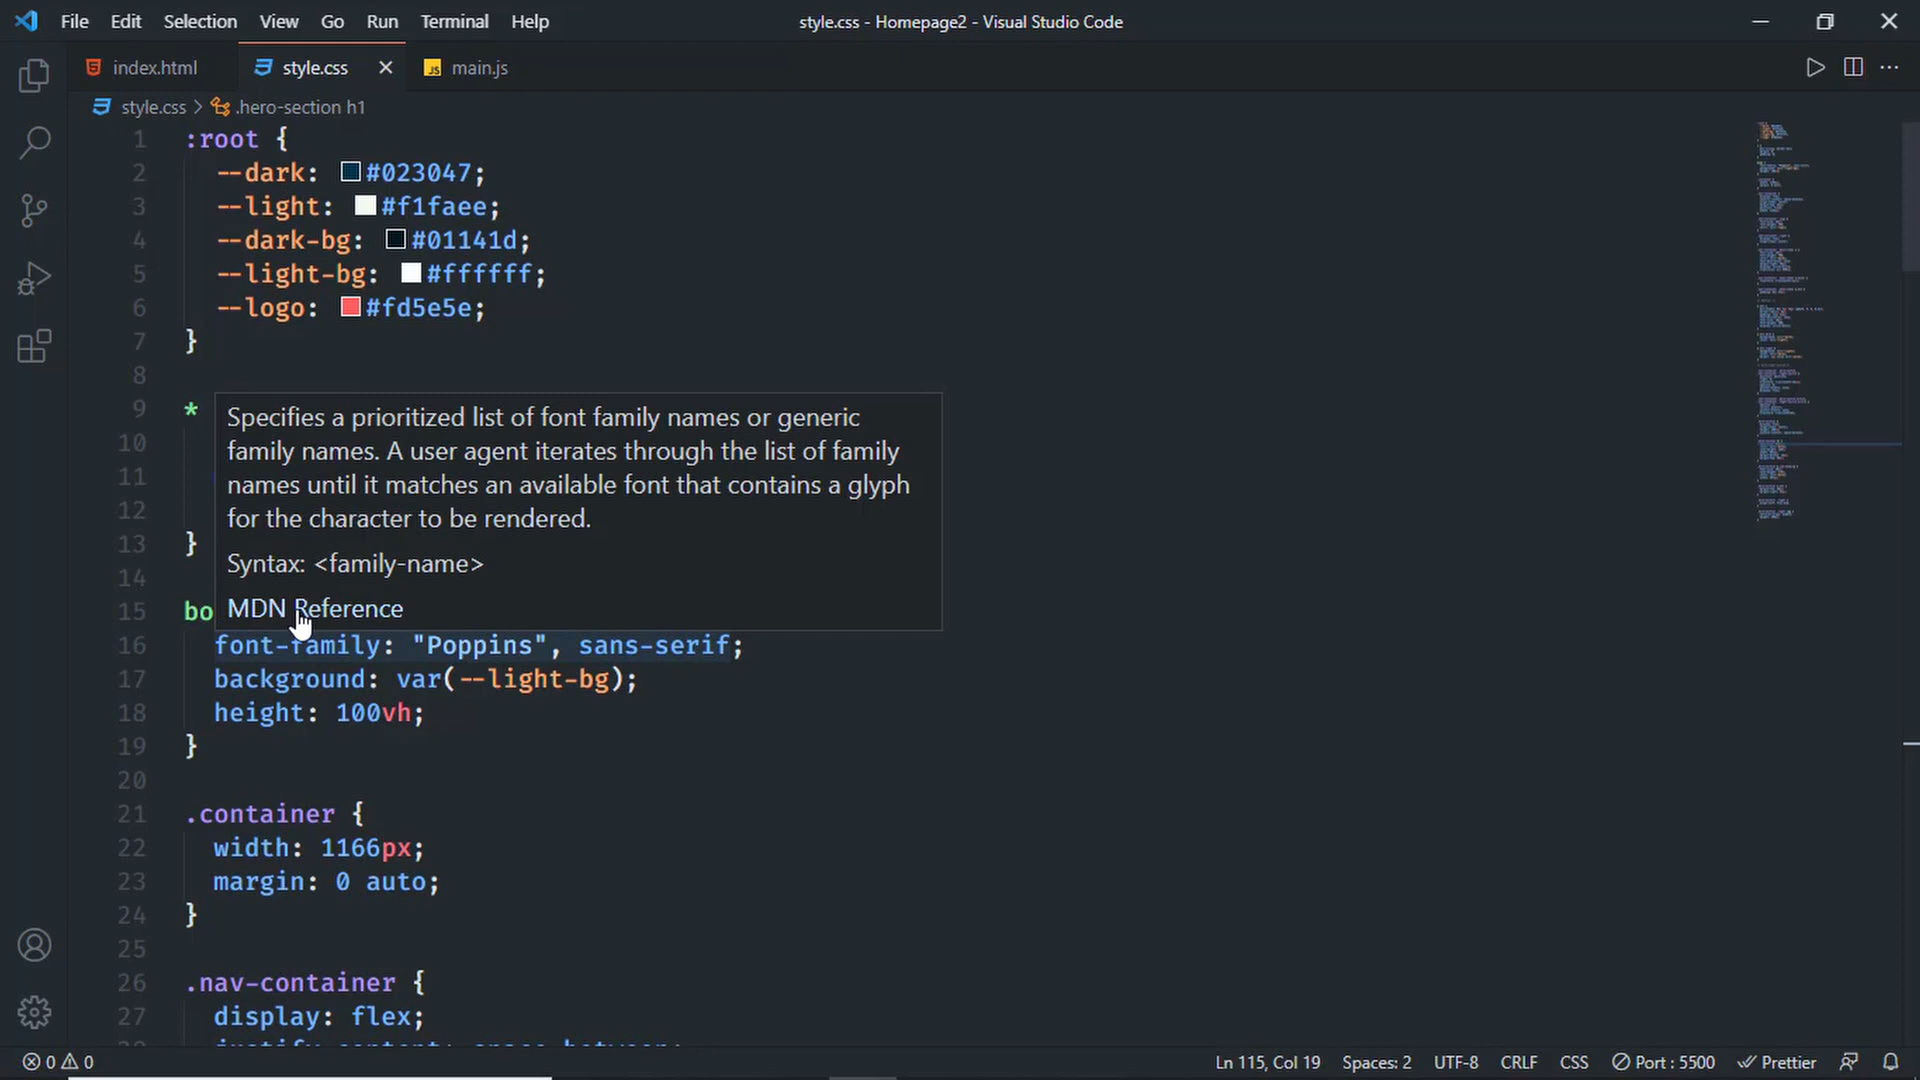 File Edit Selection View Go Run Terminal Help
style.css - Homepage2 - Visual Studio Code
index.html
style.css
JS main.js
style.css > .hero-section h1
1 :root {
2 --dark: #023047;
3 --light: #f1faee;
4 --dark-bg: #01141d;
5 --light-bg: #ffffff;
6 --logo: #fd5e5e;
7 }
8
9 *
10
11
12
13 }
14
15 bo
Specifies a prioritized list of font family names or generic
family names. A user agent iterates through the list of family
names until it matches an available font that contains a glyph
for the character to be rendered.
Syntax: <family-name>
MDN Reference
16 font-family: "Poppins", sans-serif;
17 background: var(--light-bg);
18 height: 100vh;
19 }
20
21 .container {
22 width: 1166px;
23 margin: 0 auto;
24 }
25
26 .nav-container {
27 display: flex;
0 0
Ln 115, Col 19 Spaces: 2 UTF-8 CRLF CSS Port : 5500 Prettier